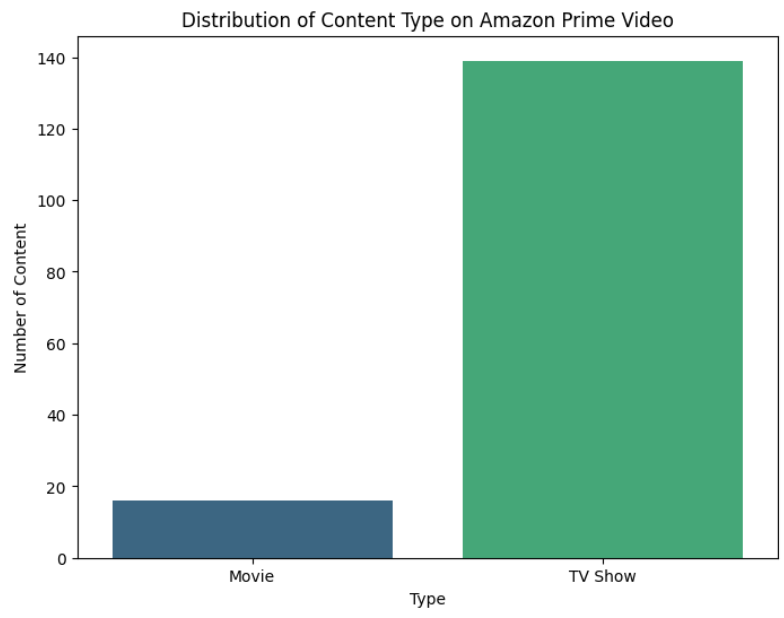 Distribution of Content Type on Amazon Prime Video
140
120
100
80
60
40
20
0
Number of Content
Movie
TV Show
Type